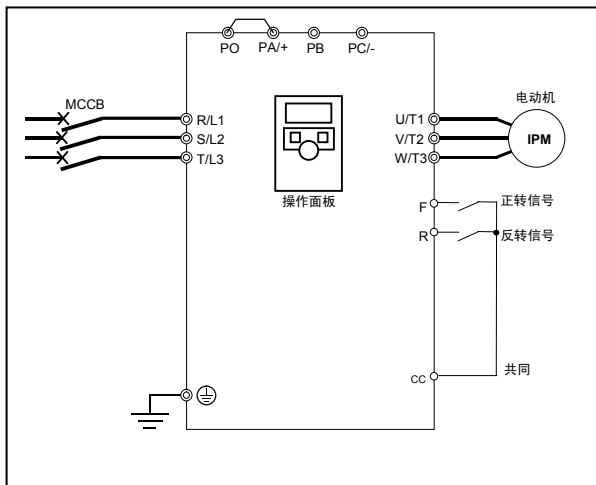 PO PA/+ PB PC/-
MCCB
R/L1
S/L2
T/L3
操作面板
U/T1
V/T2
W/T3
电动机
IPM
F
正转信号
R
反转信号
CC
共同